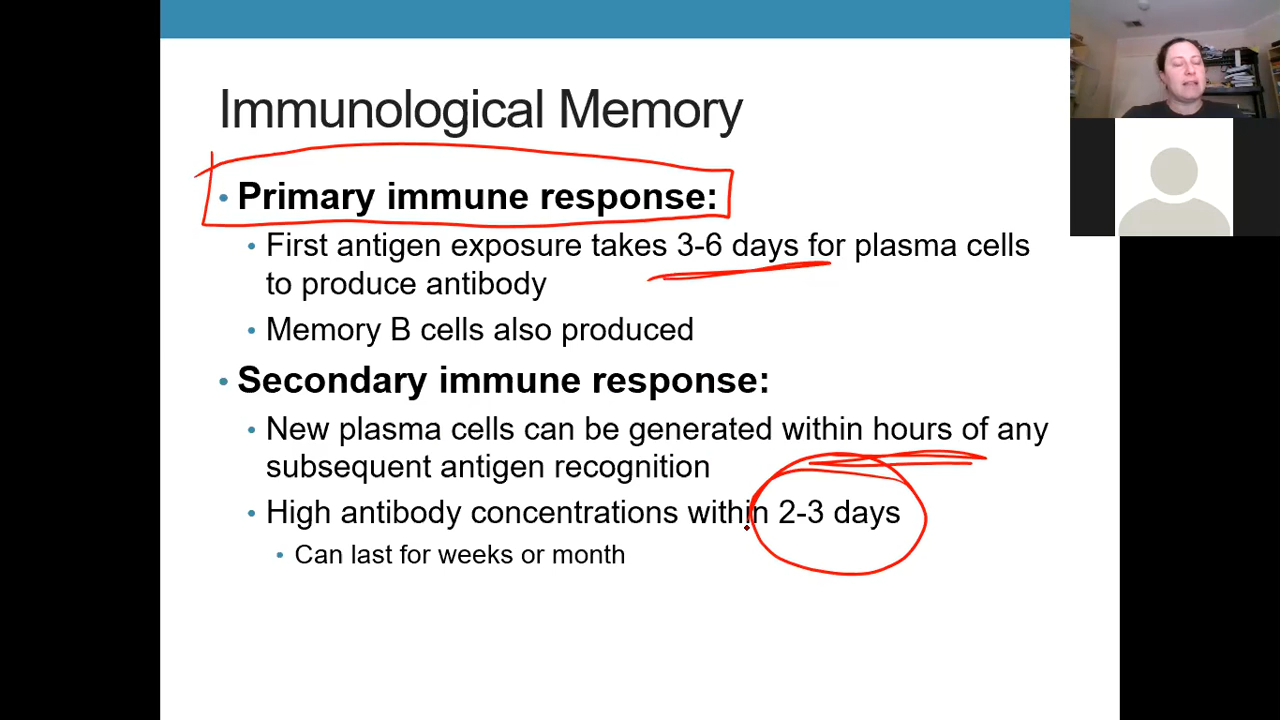 Immunological Memory
• Primary immune response:
• First antigen exposure takes 3-6 days for plasma cells
to produce antibody
• Memory B cells also produced
• Secondary immune response:
• New plasma cells can be generated within hours of any
subsequent antigen recognition
• High antibody concentrations within 2-3 days
• Can last for weeks or month